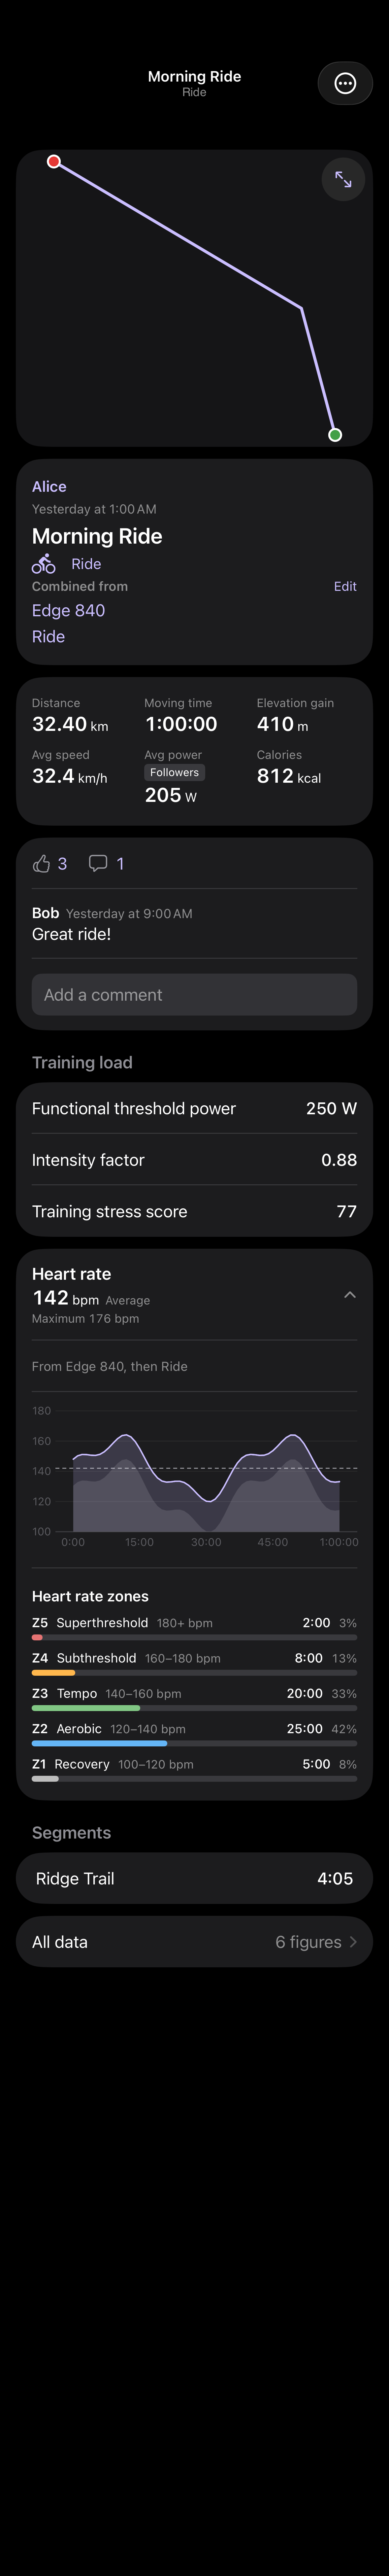 Morning Ride
Ride
Alice
Yesterday at 1:00 AM
Morning Ride
Ride
Combined from
Edit
Edge 840
Ride
Distance
Moving time
Elevation gain
32.40 km
1:00:00
410 m
Avg speed
Avg power
Calories
32.4 km/h
Followers
812 kcal
205 W
3
1
Bob Yesterday at 9:00 AM
Great ride!
Add a comment
Training load
Functional threshold power 250 W
Intensity factor 0.88
Training stress score 77
Heart rate
142 bpm Average
Maximum 176 bpm
From Edge 840, then Ride
180
160
140
120
100
0:00 15:00 30:00 45:00 1:00:00
Heart rate zones
Z5 Superthreshold 180+ bpm 2:00 3%
Z4 Subthreshold 160–180 bpm 8:00 13%
Z3 Tempo 140–160 bpm 20:00 33%
Z2 Aerobic 120–140 bpm 25:00 42%
Z1 Recovery 100–120 bpm 5:00 8%
Segments
Ridge Trail 4:05
All data 6 figures